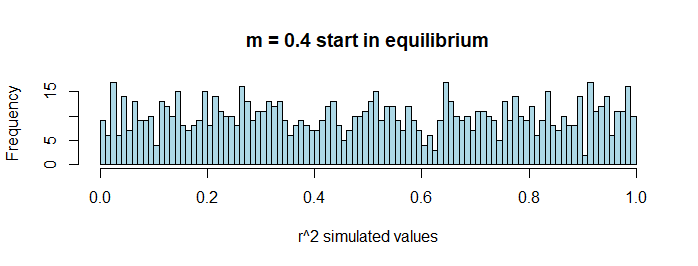 m = 0.4 start in equilibrium
Frequency
15
5
0
0.0 0.2 0.4 0.6 0.8 1.0
r^2 simulated values